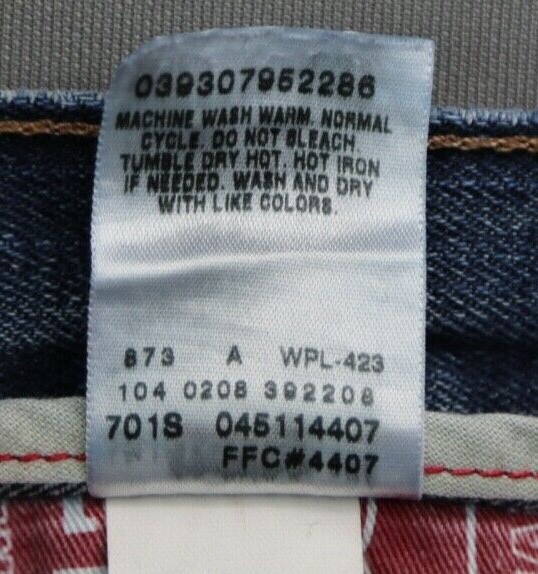 039307952286
MACHINE WASH WARM. NORMAL
CYCLE. DO NOT BLEACH.
TUMBLE DRY HOT. HOT IRON
IF NEEDED. WASH AND DRY
WITH LIKE COLORS.
873 A WPL-423
104 0208 392208
701S 045114407
FFC#4407